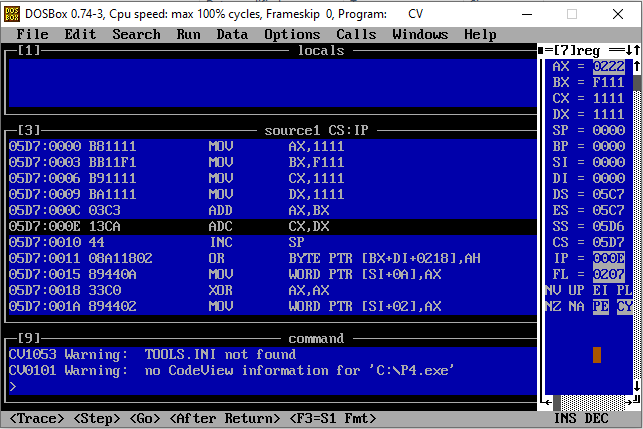 DOS BOX DOSBox 0.74-3, Cpu speed: max 100% cycles, Frameskip 0, Program: CV
File Edit Search Run Data Options Calls Windows Help
[1] locals
[3] source1 CS:IP
05D7:0000 B81111 MOV AX,1111
05D7:0003 BB11F1 MOV BX,F111
05D7:0006 B91111 MOV CX,1111
05D7:0009 BA1111 MOV DX,1111
05D7:000C 03C3 ADD AX,BX
05D7:000E 13CA ADC CX,DX
05D7:0010 44 INC SP
05D7:0011 08A11802 OR BYTE PTR [BX+DI+0218],AH
05D7:0015 89440A MOV WORD PTR [SI+0A],AX
05D7:0018 33C0 XOR AX,AX
05D7:001A 894402 MOV WORD PTR [SI+02],AX
[9] command
CV1053 Warning: TOOLS.INI not found
CV0101 Warning: no CodeView information for 'C:\P4.exe'
>
[7]reg
AX = 0222
BX = F111
CX = 1111
DX = 1111
SP = 0000
BP = 0000
SI = 0000
DI = 0000
DS = 05C7
ES = 05C7
SS = 05D6
CS = 05D7
IP = 000E
FL = 0207
NV UP EI PL
NZ NA PE CY
<Trace> <Step> <Go> <After Return> <F3=S1 Fmt> INS DEC